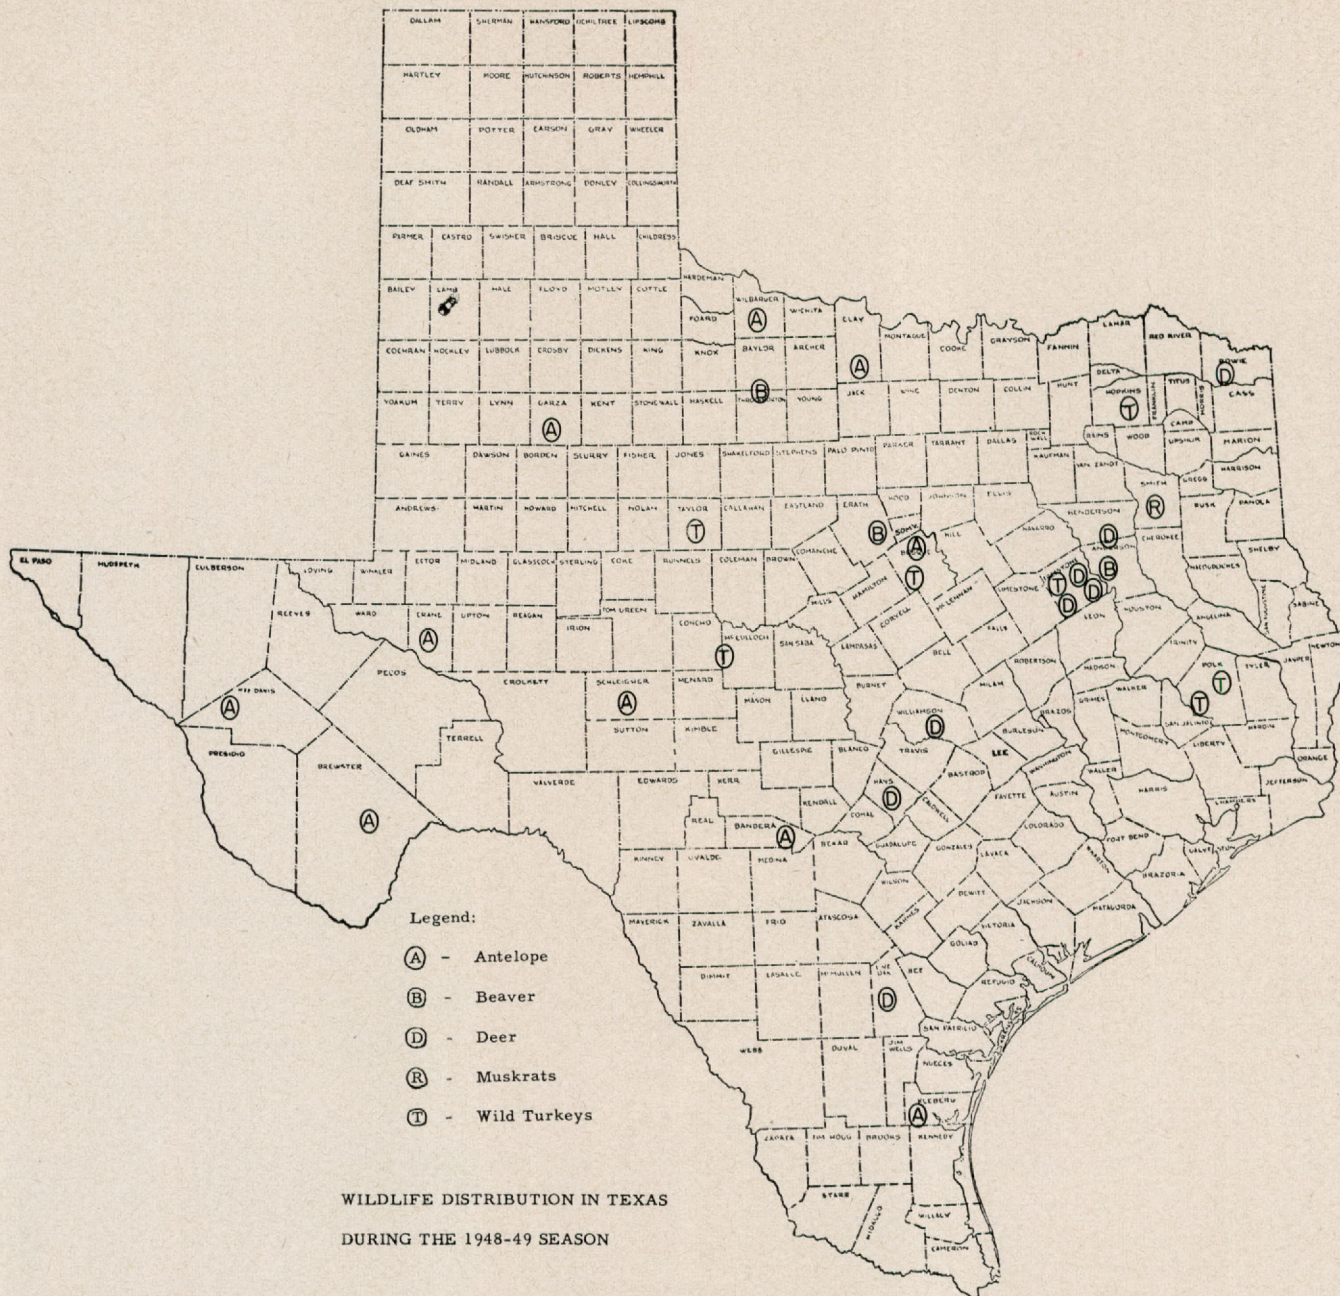 DALLAM SHERMAN HANSFORD OCHILTREE LIPSCOMB
HARTLEY MOORE HUTCHINSON ROBERTS HEMPHILL
OLDHAM POTTER CARSON GRAY WHEELER
DEAF SMITH RANDALL ARMSTRONG DONLEY COLLINGSWORTH
PARMER CASTRO SWISHER BRISCOE HALL CHILDRESS
HARDEMAN
BAILEY LAMB HALE FLOYD MOTLEY COTTLE
WILBARGER WICHITA
FOARD A CLAY
MONTAGUE COOKE GRAYSON FANNIN LAMAR RED RIVER
COCHRAN HOCKLEY LUBBOCK CROSBY DICKENS KING KNOX BAYLOR ARCHER
A DELTA BOWIE D
YOAKUM TERRY LYNN GARZA KENT STONEWALL HASKELL THROCKMORTON B YOUNG JACK WISE DENTON COLLIN HUNT HOPKINS T FRANKLIN TITUS MORRIS CASS
A CAMP
GAINES DAWSON BORDEN SCURRY FISHER JONES SHAKELFORD STEPHENS PALO PINTO PARKER TARRANT DALLAS ROCK WALL KAUFMAN RAINS WOOD UPSHUR MARION
VAN ZANDT SMITH GREGG HARRISON
ANDREWS MARTIN HOWARD MITCHELL NOLAN TAYLOR CALLAHAN EASTLAND ERATH HOOD JOHNSON ELLIS HENDERSON R RUSK PANOLA
T B SOMV. HILL D CHEROKEE
EL PASO HUDSPETH CULBERSON LOVING WINKLER ECTOR MIDLAND GLASSCOCK STERLING COKE RUNNELS COLEMAN BROWN COMANCHE A ANDERSON SHELBY
REEVES WARD CRANE UPTON REAGAN IRION TOM GREEN CONCHO MILLS HAMILTON T MCLENNAN LIMESTONE T D B D D
A MCCULLOCH T SAN SABA LAMPASAS CORYELL FALLS LEON HOUSTON ANGELINA SABINE
PECOS BELL ROBERTSON MADISON TRINITY POLK T TYLER JASPER NEWTON
JEFF DAVIS A CROCKETT SCHLEICHER A MENARD MASON LLANO BURNET MILAM BRAZOS GRIMES WALKER SAN JACINTO T HARDIN
WILLIAMSON D BURLESON
PRESIDIO BREWSTER TERRELL SUTTON KIMBLE GILLESPIE BLANCO TRAVIS LEE WASHINGTON MONTGOMERY LIBERTY ORANGE
VALVERDE EDWARDS KERR KENDALL HAYS D BASTROP WALLER HARRIS JEFFERSON
A REAL BANDERA A COMAL CALDWELL FAYETTE AUSTIN CHAMBERS
BEXAR GUADALUPE GONZALES COLORADO FORT BEND GALVESTON
KINNEY UVALDE MEDINA WILSON LAVACA WHARTON BRAZORIA
MAVERICK ZAVALLA FRIO ATASCOSA KARNES DEWITT JACKSON MATAGORDA
VICTORIA GOLIAD CALHOUN
DIMMIT LASALLE MCMULLEN LIVE OAK BEE REFUGIO
D SAN PATRICIO
WEBB DUVAL JIM WELLS NUECES
KLEBERG A
ZAPATA JIM HOGG BROOKS KENNEDY
STARR HIDALGO WILLACY
CAMERON
Legend:
A - Antelope
B - Beaver
D - Deer
R - Muskrats
T - Wild Turkeys
WILDLIFE DISTRIBUTION IN TEXAS
DURING THE 1948-49 SEASON